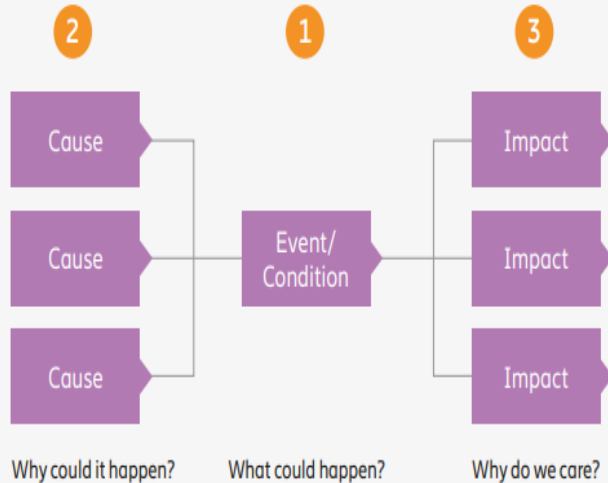 2 1 3
Cause Impact
Event/
Cause Condition Impact
Cause Impact
Why could it happen? What could happen? Why do we care?